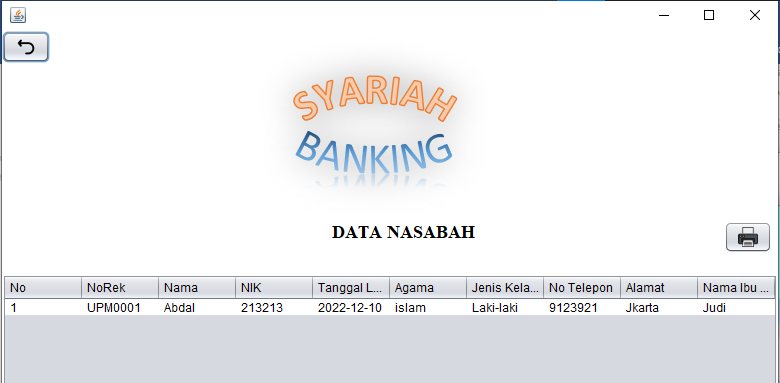 SYARIAH
BANKING
DATA NASABAH
No NoRek Nama NIK Tanggal L... Agama Jenis Kela... No Telepon Alamat Nama Ibu ...
1 UPM0001 Abdal 213213 2022-12-10 islam Laki-laki 9123921 Jkarta Judi